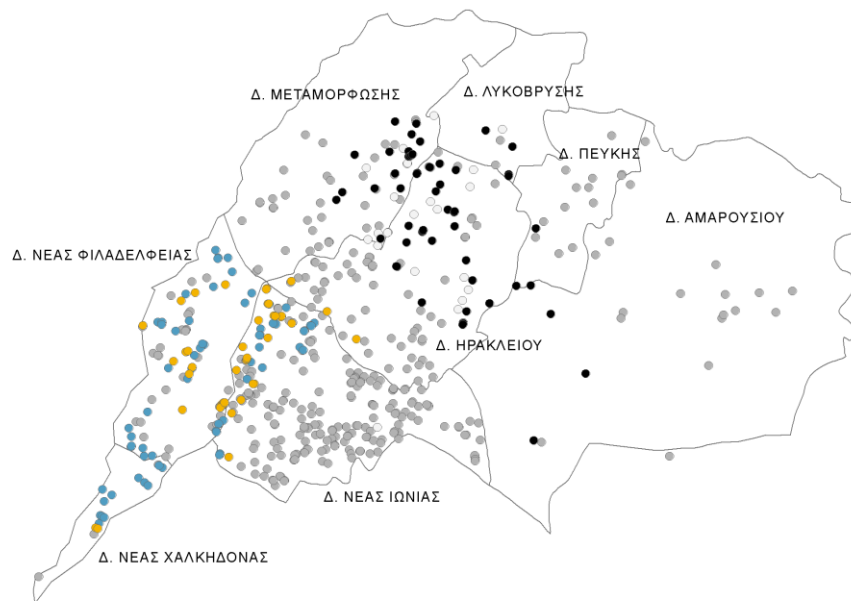 Δ. ΜΕΤΑΜΟΡΦΩΣΗΣ
Δ. ΛΥΚΟΒΡΥΣΗΣ
Δ. ΠΕΥΚΗΣ
Δ. ΑΜΑΡΟΥΣΙΟΥ
Δ. ΝΕΑΣ ΦΙΛΑΔΕΛΦΕΙΑΣ
Δ. ΗΡΑΚΛΕΙΟΥ
Δ. ΝΕΑΣ ΙΩΝΙΑΣ
Δ. ΝΕΑΣ ΧΑΛΚΗΔΟΝΑΣ